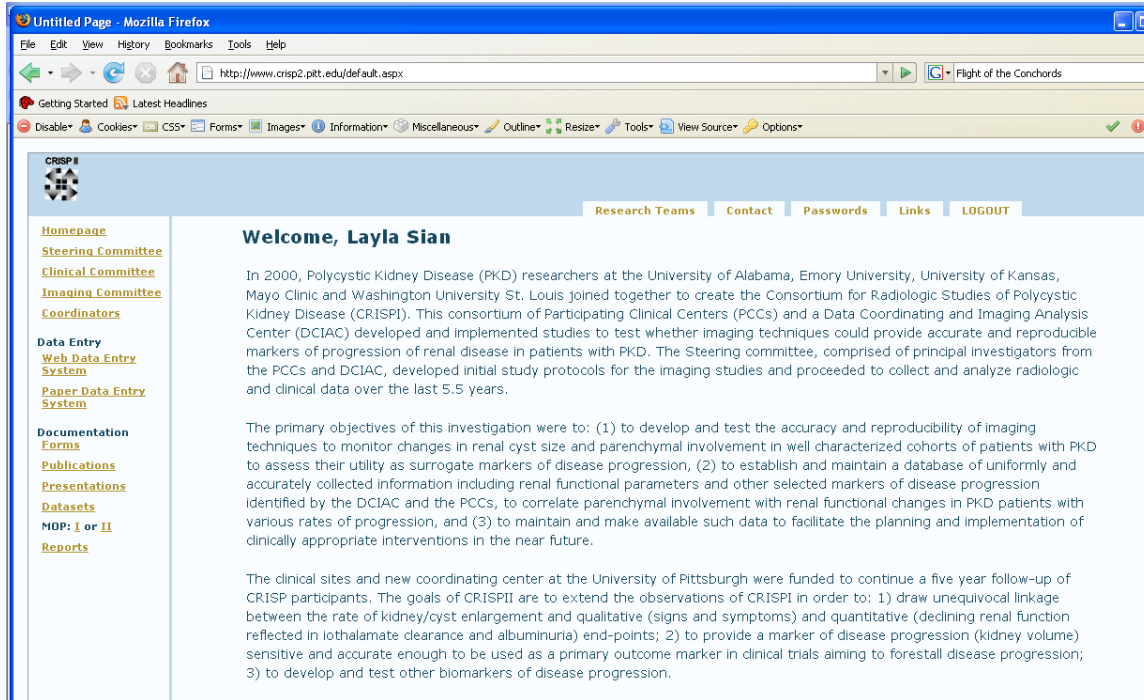 Untitled Page - Mozilla Firefox
File Edit View History Bookmarks Tools Help
http://www.crisp2.pitt.edu/default.aspx G Flight of the Conchords
Getting Started Latest Headlines
Disable Cookies CSS Forms Images Information Miscellaneous Outline Resize Tools View Source Options
CRISP II
Research Teams Contact Passwords Links LOGOUT
Homepage
Steering Committee
Clinical Committee
Imaging Committee
Coordinators
Data Entry
Web Data Entry
System
Paper Data Entry
System
Documentation
Forms
Publications
Presentations
Datasets
MOP: I or II
Reports
Welcome, Layla Sian
In 2000, Polycystic Kidney Disease (PKD) researchers at the University of Alabama, Emory University, University of Kansas,
Mayo Clinic and Washington University St. Louis joined together to create the Consortium for Radiologic Studies of Polycystic
Kidney Disease (CRISPI). This consortium of Participating Clinical Centers (PCCs) and a Data Coordinating and Imaging Analysis
Center (DCIAC) developed and implemented studies to test whether imaging techniques could provide accurate and reproducible
markers of progression of renal disease in patients with PKD. The Steering committee, comprised of principal investigators from
the PCCs and DCIAC, developed initial study protocols for the imaging studies and proceeded to collect and analyze radiologic
and clinical data over the last 5.5 years.
The primary objectives of this investigation were to: (1) to develop and test the accuracy and reproducibility of imaging
techniques to monitor changes in renal cyst size and parenchymal involvement in well characterized cohorts of patients with PKD
to assess their utility as surrogate markers of disease progression, (2) to establish and maintain a database of uniformly and
accurately collected information including renal functional parameters and other selected markers of disease progression
identified by the DCIAC and the PCCs, to correlate parenchymal involvement with renal functional changes in PKD patients with
various rates of progression, and (3) to maintain and make available such data to facilitate the planning and implementation of
clinically appropriate interventions in the near future.
The clinical sites and new coordinating center at the University of Pittsburgh were funded to continue a five year follow-up of
CRISP participants. The goals of CRISPII are to extend the observations of CRISPI in order to: 1) draw unequivocal linkage
between the rate of kidney/cyst enlargement and qualitative (signs and symptoms) and quantitative (declining renal function
reflected in iothalamate clearance and albuminuria) end-points; 2) to provide a marker of disease progression (kidney volume)
sensitive and accurate enough to be used as a primary outcome marker in clinical trials aiming to forestall disease progression;
3) to develop and test other biomarkers of disease progression.